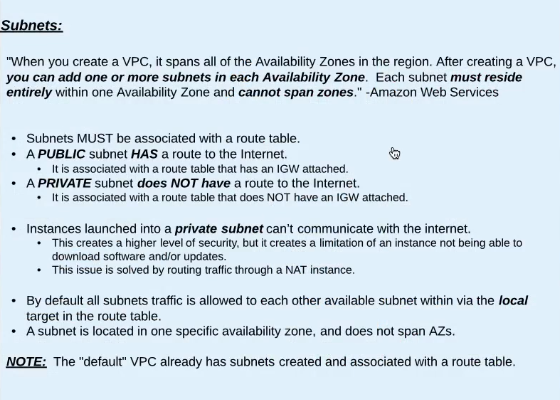 Subnets:
"When you create a VPC, it spans all of the Availability Zones in the region. After creating a VPC,
you can add one or more subnets in each Availability Zone. Each subnet must reside
entirely within one Availability Zone and cannot span zones." -Amazon Web Services
• Subnets MUST be associated with a route table.
• A PUBLIC subnet HAS a route to the Internet.
• It is associated with a route table that has an IGW attached.
• A PRIVATE subnet does NOT have a route to the Internet.
• It is associated with a route table that does NOT have an IGW attached.
• Instances launched into a private subnet can't communicate with the internet.
• This creates a higher level of security, but it creates a limitation of an instance not being able to
download software and/or updates.
• This issue is solved by routing traffic through a NAT instance.
• By default all subnets traffic is allowed to each other available subnet within via the local
target in the route table.
• A subnet is located in one specific availability zone, and does not span AZs.
NOTE: The "default" VPC already has subnets created and associated with a route table.